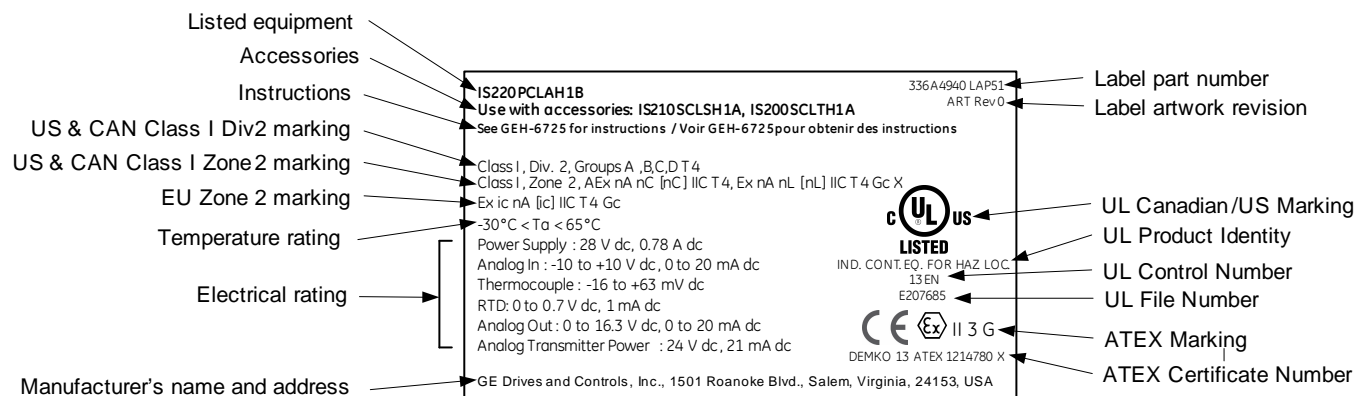 Listed equipment
Accessories
Instructions
US & CAN Class I Div2 marking
US & CAN Class I Zone 2 marking
EU Zone 2 marking
Temperature rating
Electrical rating
Manufacturer's name and address
IS220PCLAH1B
Use with accessories: IS210SCLSH1A, IS200SCLTH1A
See GEH-6725 for instructions / Voir GEH-6725 pour obtenir des instructions
Class I, Div. 2, Groups A ,B,C,D T4
Class I, Zone 2, AEx nA nC [nC] IIC T4, Ex nA nL [nL] IIC T4 Gc X
Ex ic nA [ic] IIC T4 Gc
-30°C < Ta < 65°C
Power Supply : 28 V dc, 0.78 A dc
Analog In : -10 to +10 V dc, 0 to 20 mA dc
Thermocouple : -16 to +63 mV dc
RTD: 0 to 0.7 V dc, 1 mA dc
Analog Out : 0 to 16.3 V dc, 0 to 20 mA dc
Analog Transmitter Power : 24 V dc, 21 mA dc
GE Drives and Controls, Inc., 1501 Roanoke Blvd., Salem, Virginia, 24153, USA
336A4940 LAP51
ART Rev 0
C UL US
LISTED
IND. CONT. EQ. FOR HAZ LOC.
13 EN
E207685
CE Ex II 3 G
DEMKO 13 ATEX 1214780 X
Label part number
Label artwork revision
UL Canadian/US Marking
UL Product Identity
UL Control Number
UL File Number
ATEX Marking
ATEX Certificate Number